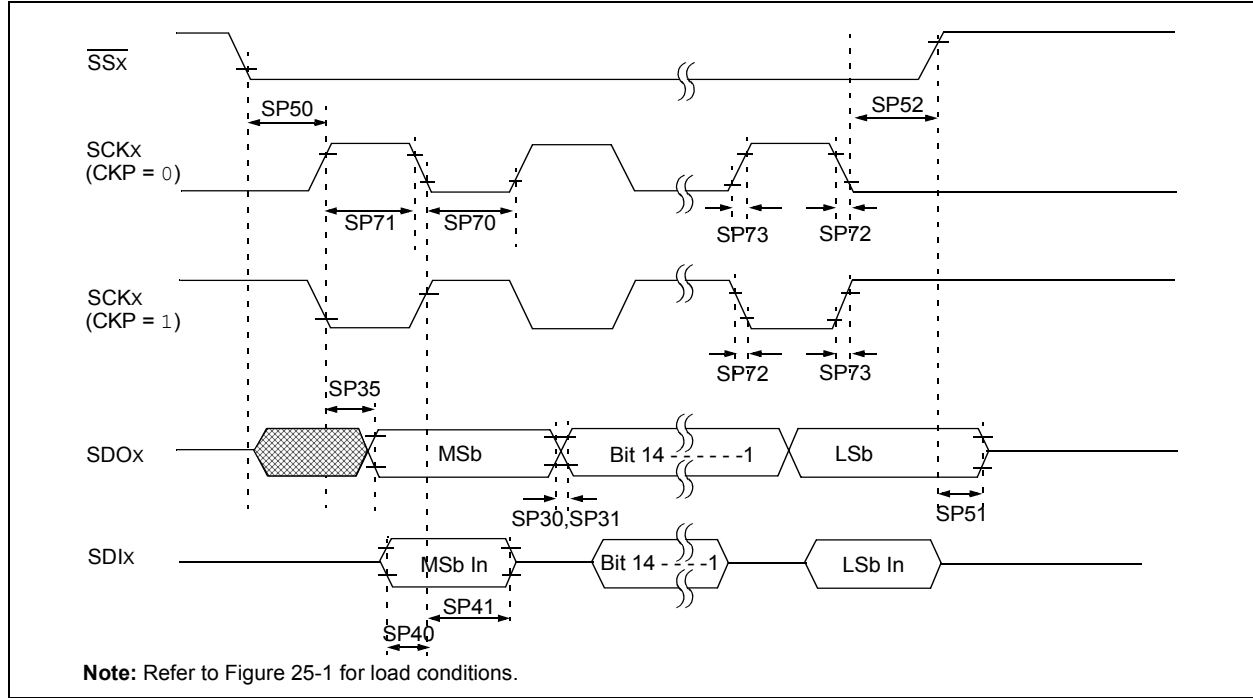 SSx
SP50
SP52
SCKx
(CKP = 0)
SP71
SP70
SP73
SP72
SCKx
(CKP = 1)
SP72
SP73
SP35
SDOx
MSb
Bit 14 - - - - - -1
LSb
SP30,SP31
SP51
SDIx
MSb In
Bit 14 - - - -1
LSb In
SP41
SP40
Note: Refer to Figure 25-1 for load conditions.